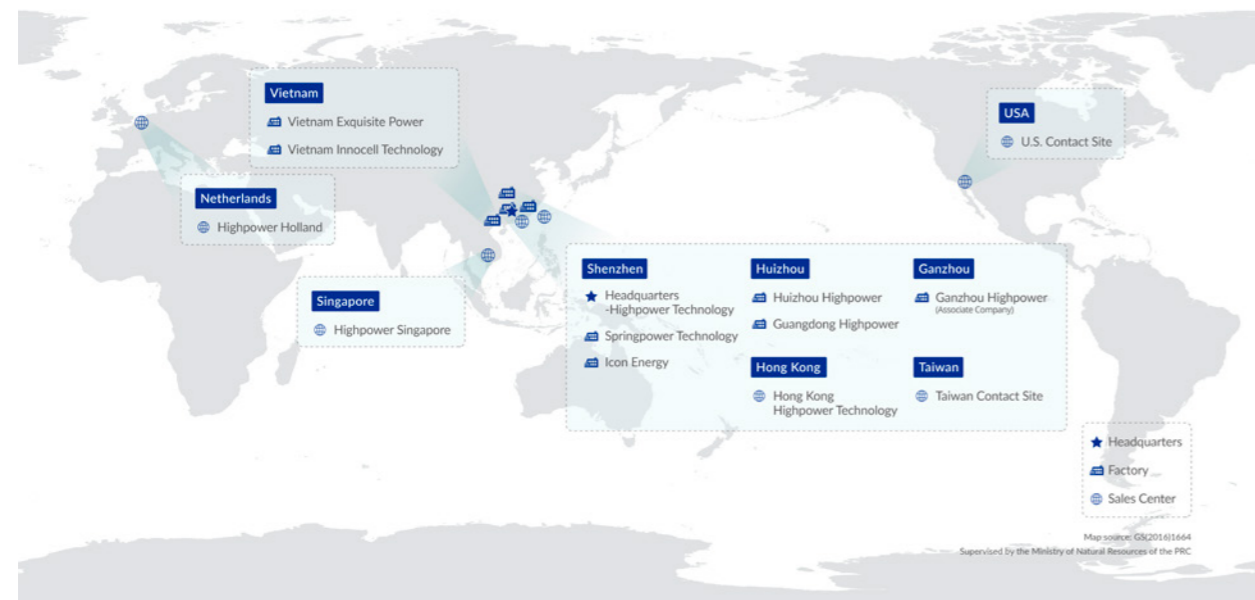 Vietnam
Vietnam Exquisite Power
Vietnam Innocell Technology
USA
U.S. Contact Site
Netherlands
Highpower Holland
Singapore
Highpower Singapore
Shenzhen
Headquarters
-Highpower Technology
Springpower Technology
Icon Energy
Huizhou
Huizhou Highpower
Guangdong Highpower
Ganzhou
Ganzhou Highpower
(Associate Company)
Hong Kong
Hong Kong
Highpower Technology
Taiwan
Taiwan Contact Site
Headquarters
Factory
Sales Center
Map source: GS(2016)1664
Supervised by the Ministry of Natural Resources of the PRC